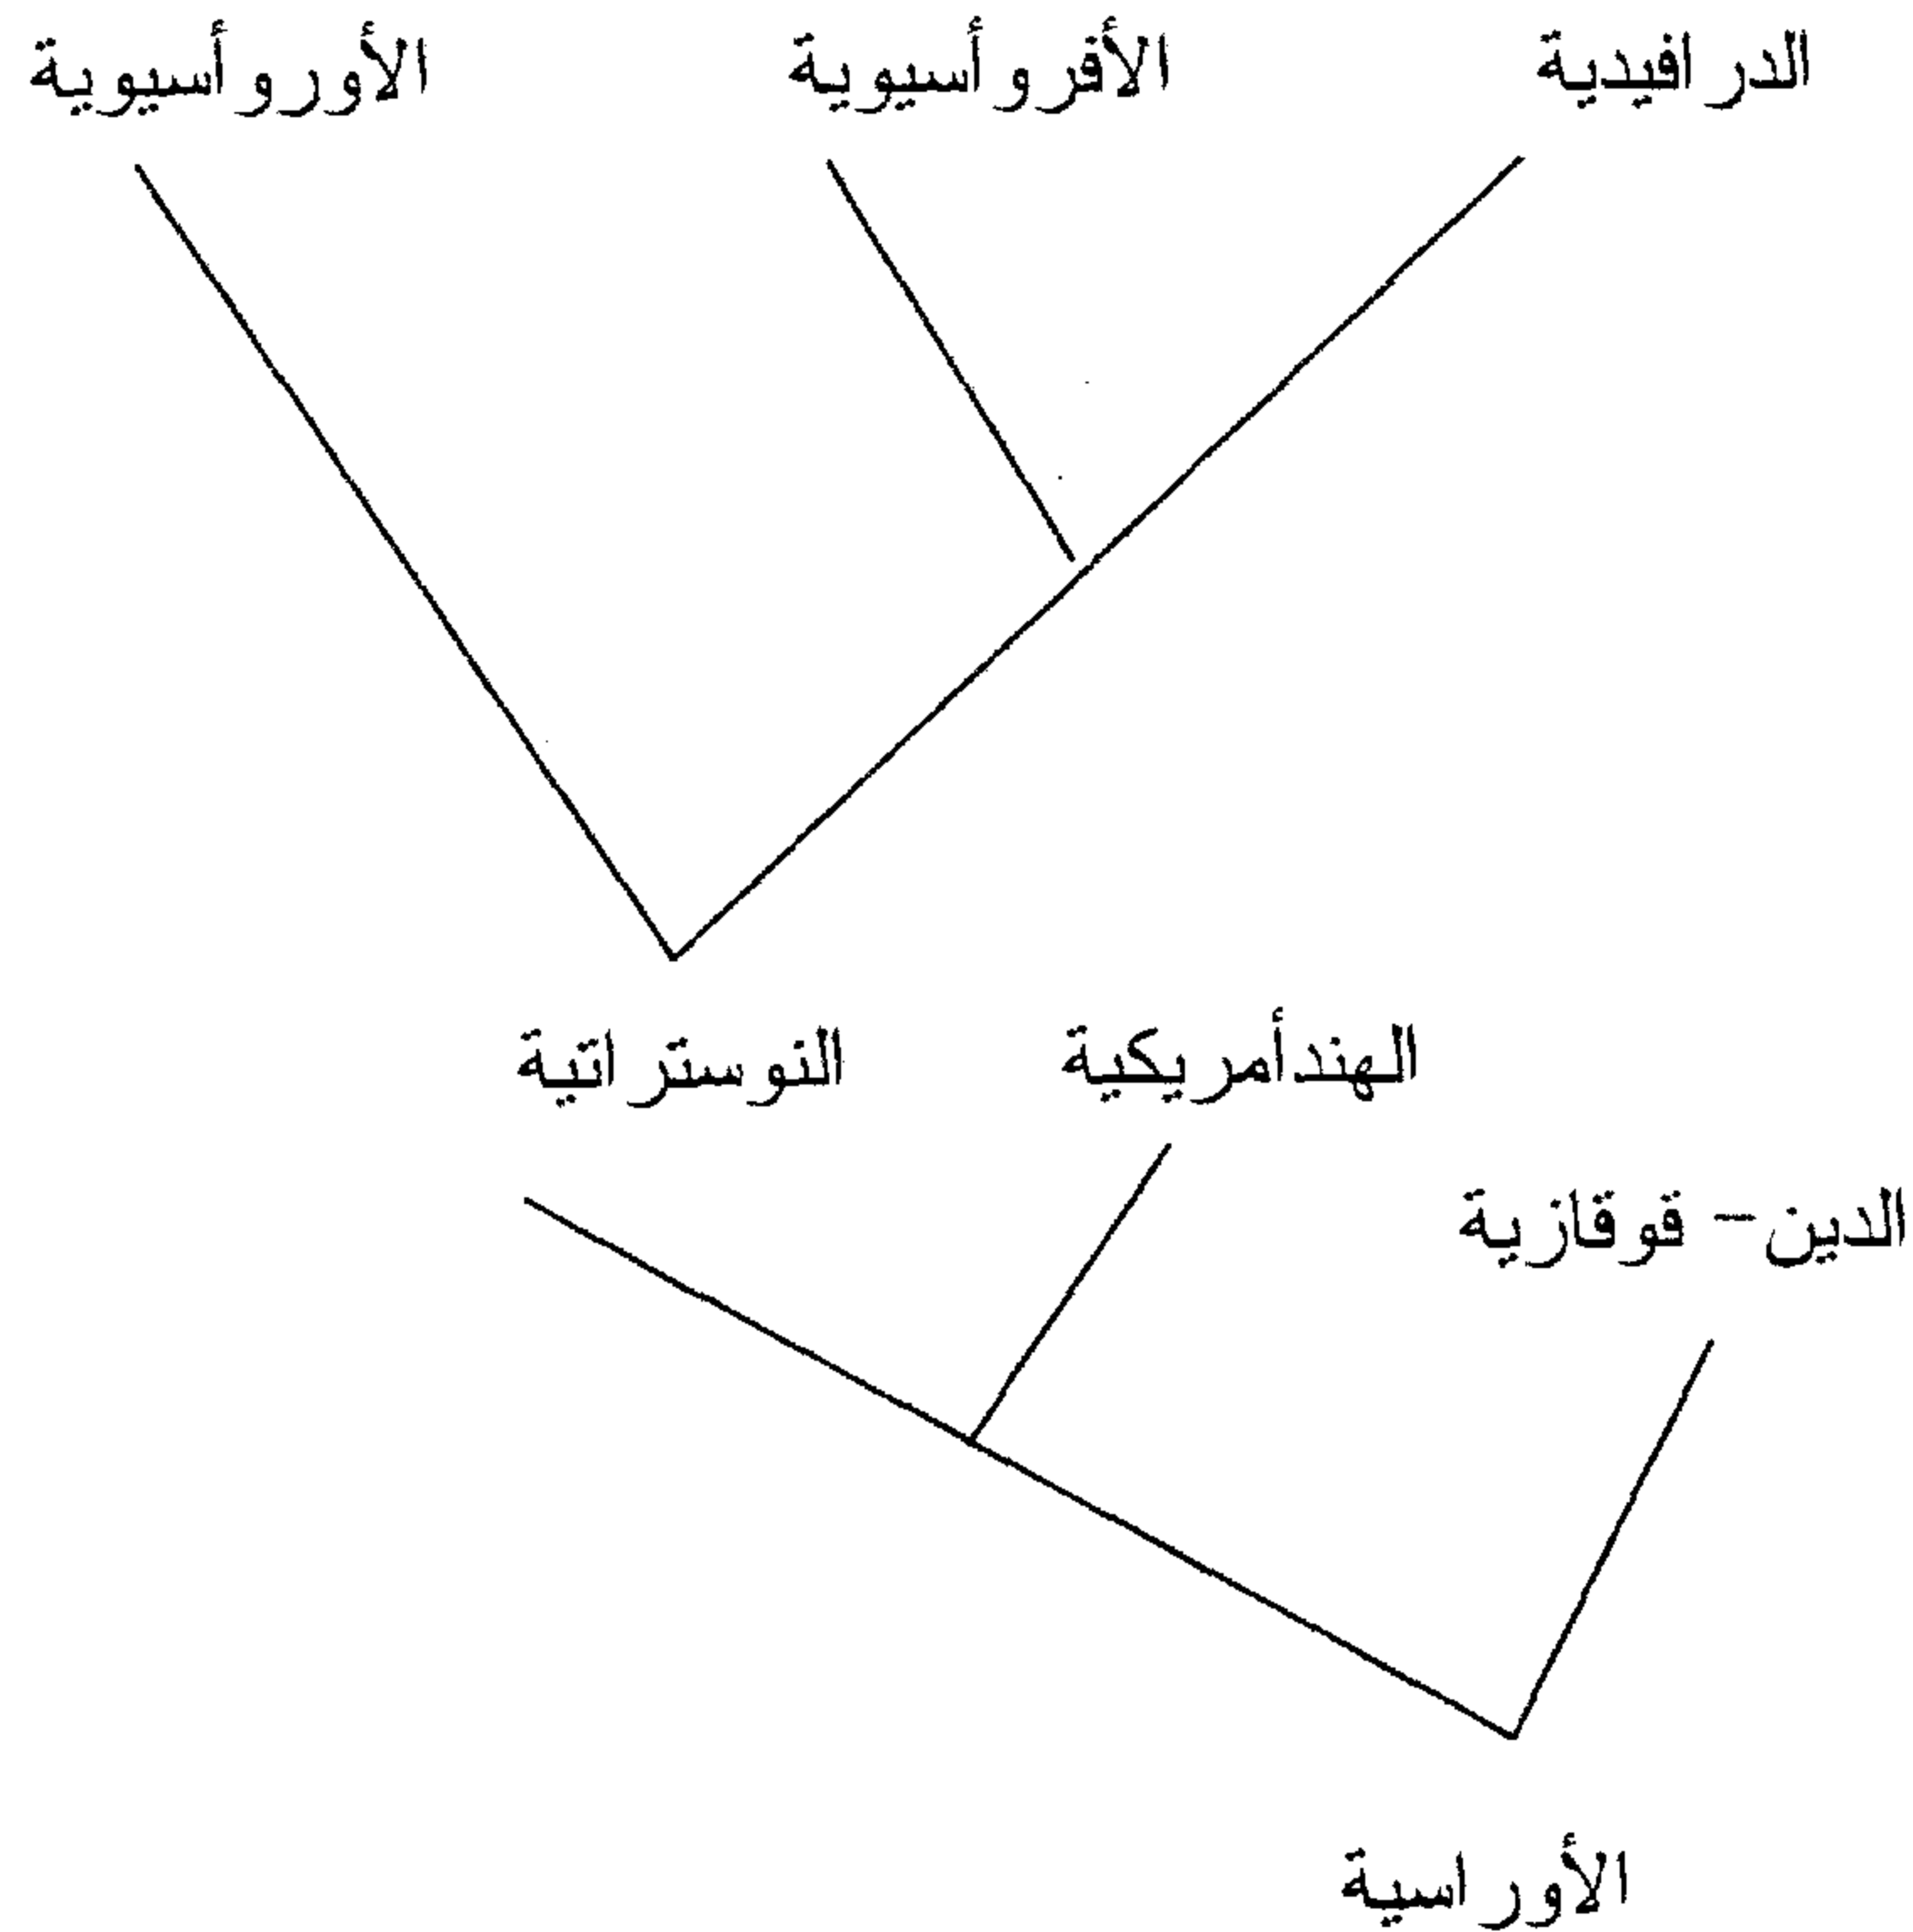 الدرافيدية
الأفروأسيوية
الأوروأسيوية
الهندأمريكية
النوستراتية
الدين – قوقازية
الأوراسية